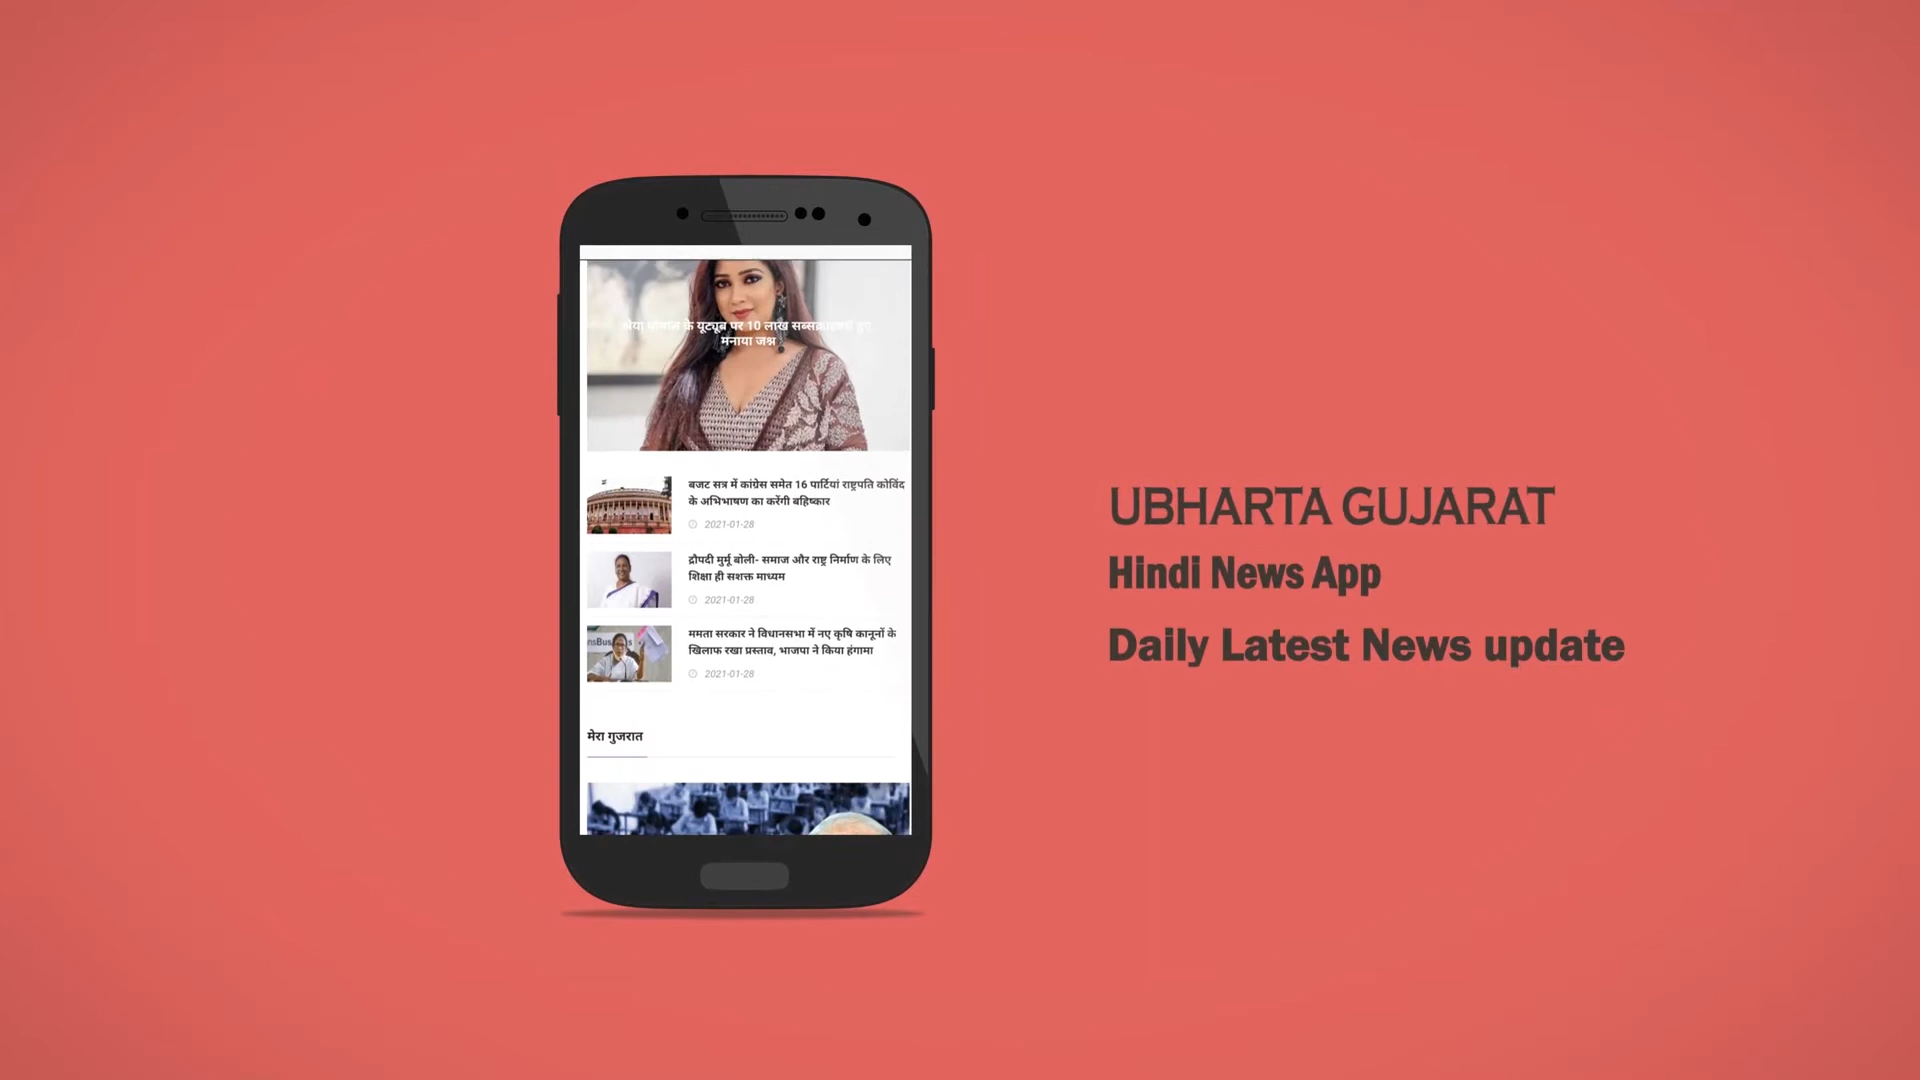 के यूट्यूब पर 10 लाख
मनाया जश्न
बजट सत्र में कांग्रेस समेत 16 पार्टियां राष्ट्रपति कोविंद
के अभिभाषण का करेंगी बहिष्कार
2021-01-28
द्रौपदी मुर्मू बोली- समाज और राष्ट्र निर्माण के लिए
शिक्षा ही सशक्त माध्यम
2021-01-28
ममता सरकार ने विधानसभा में नए कृषि कानूनों के
खिलाफ रखा प्रस्ताव, भाजपा ने किया हंगामा
2021-01-28
मेरा गुजरात
UBHARTA GUJARAT
Hindi News App
Daily Latest News update